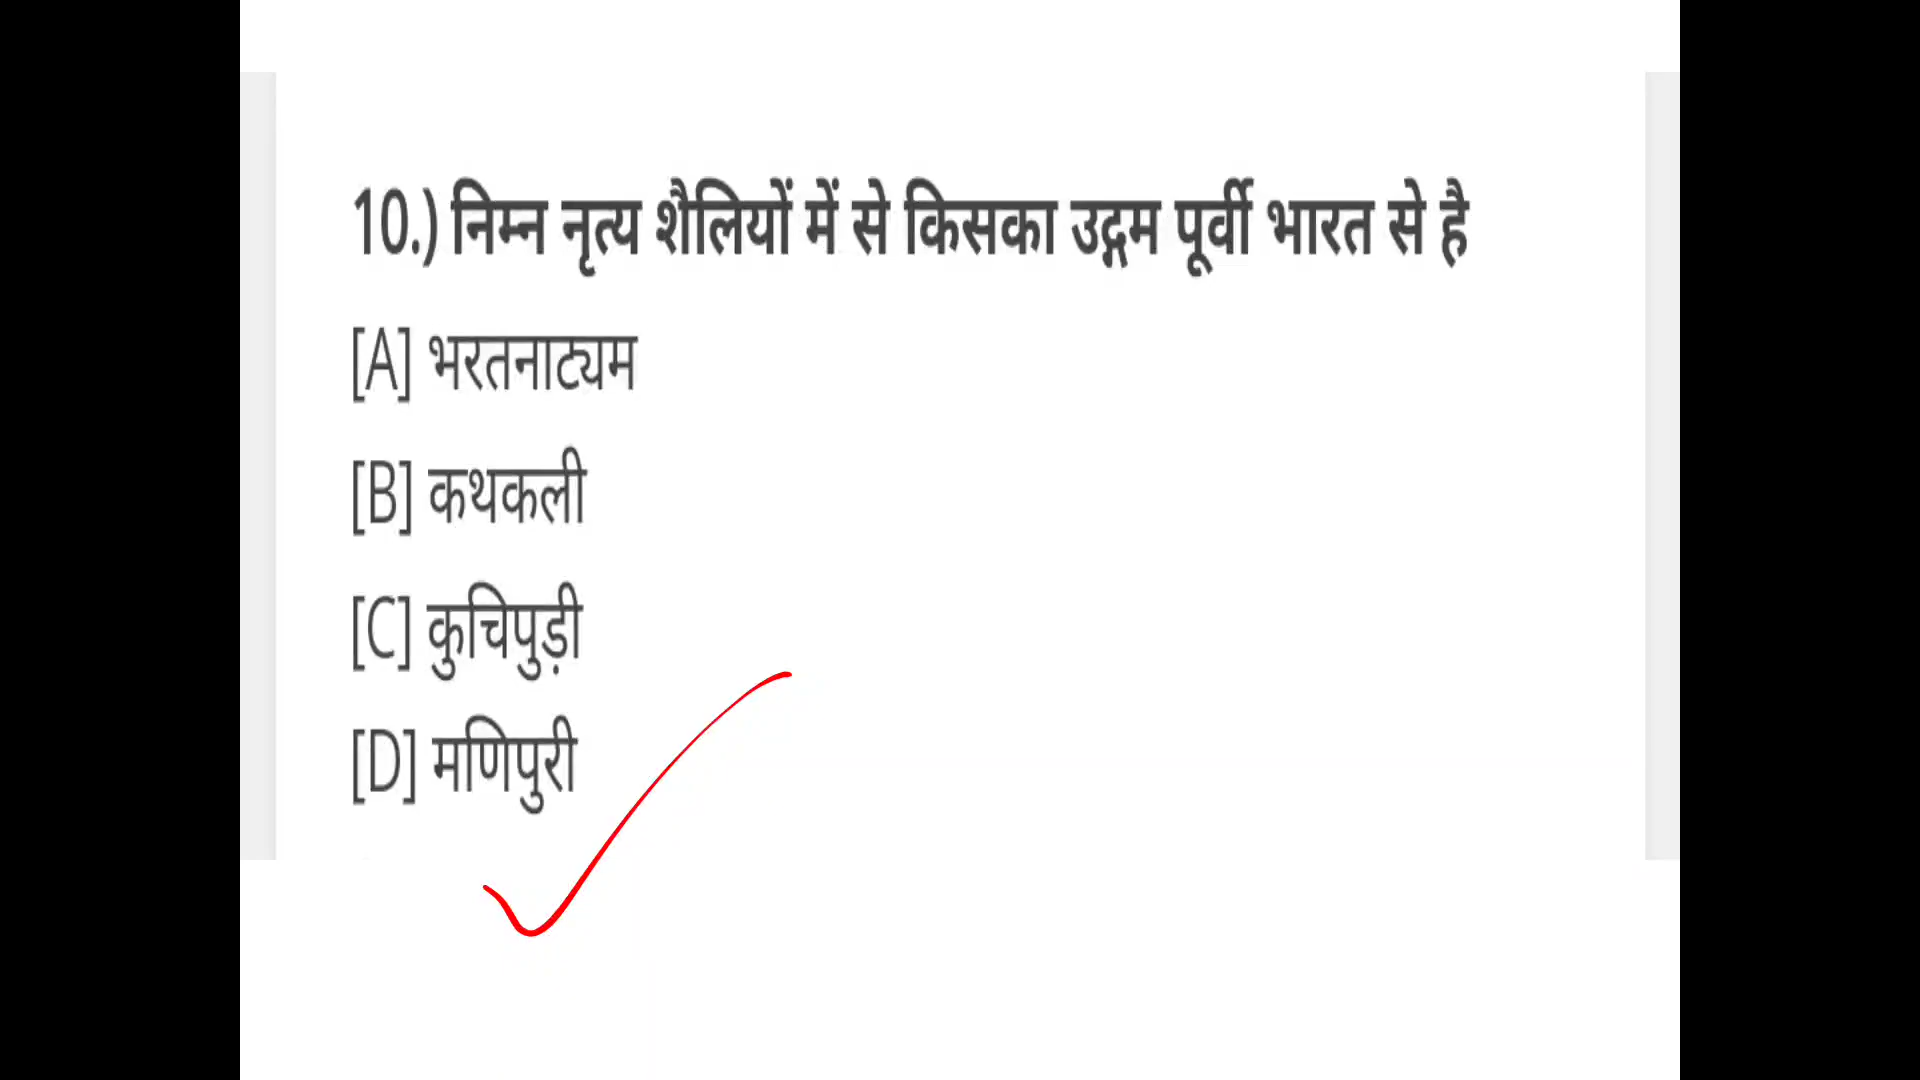 10.) निम्न नृत्य शैलियों में से किसका उद्गम पूर्वी भारत से है
[A] भरतनाट्यम
[B] कथकली
[C] कुचिपुड़ी
[D] मणिपुरी